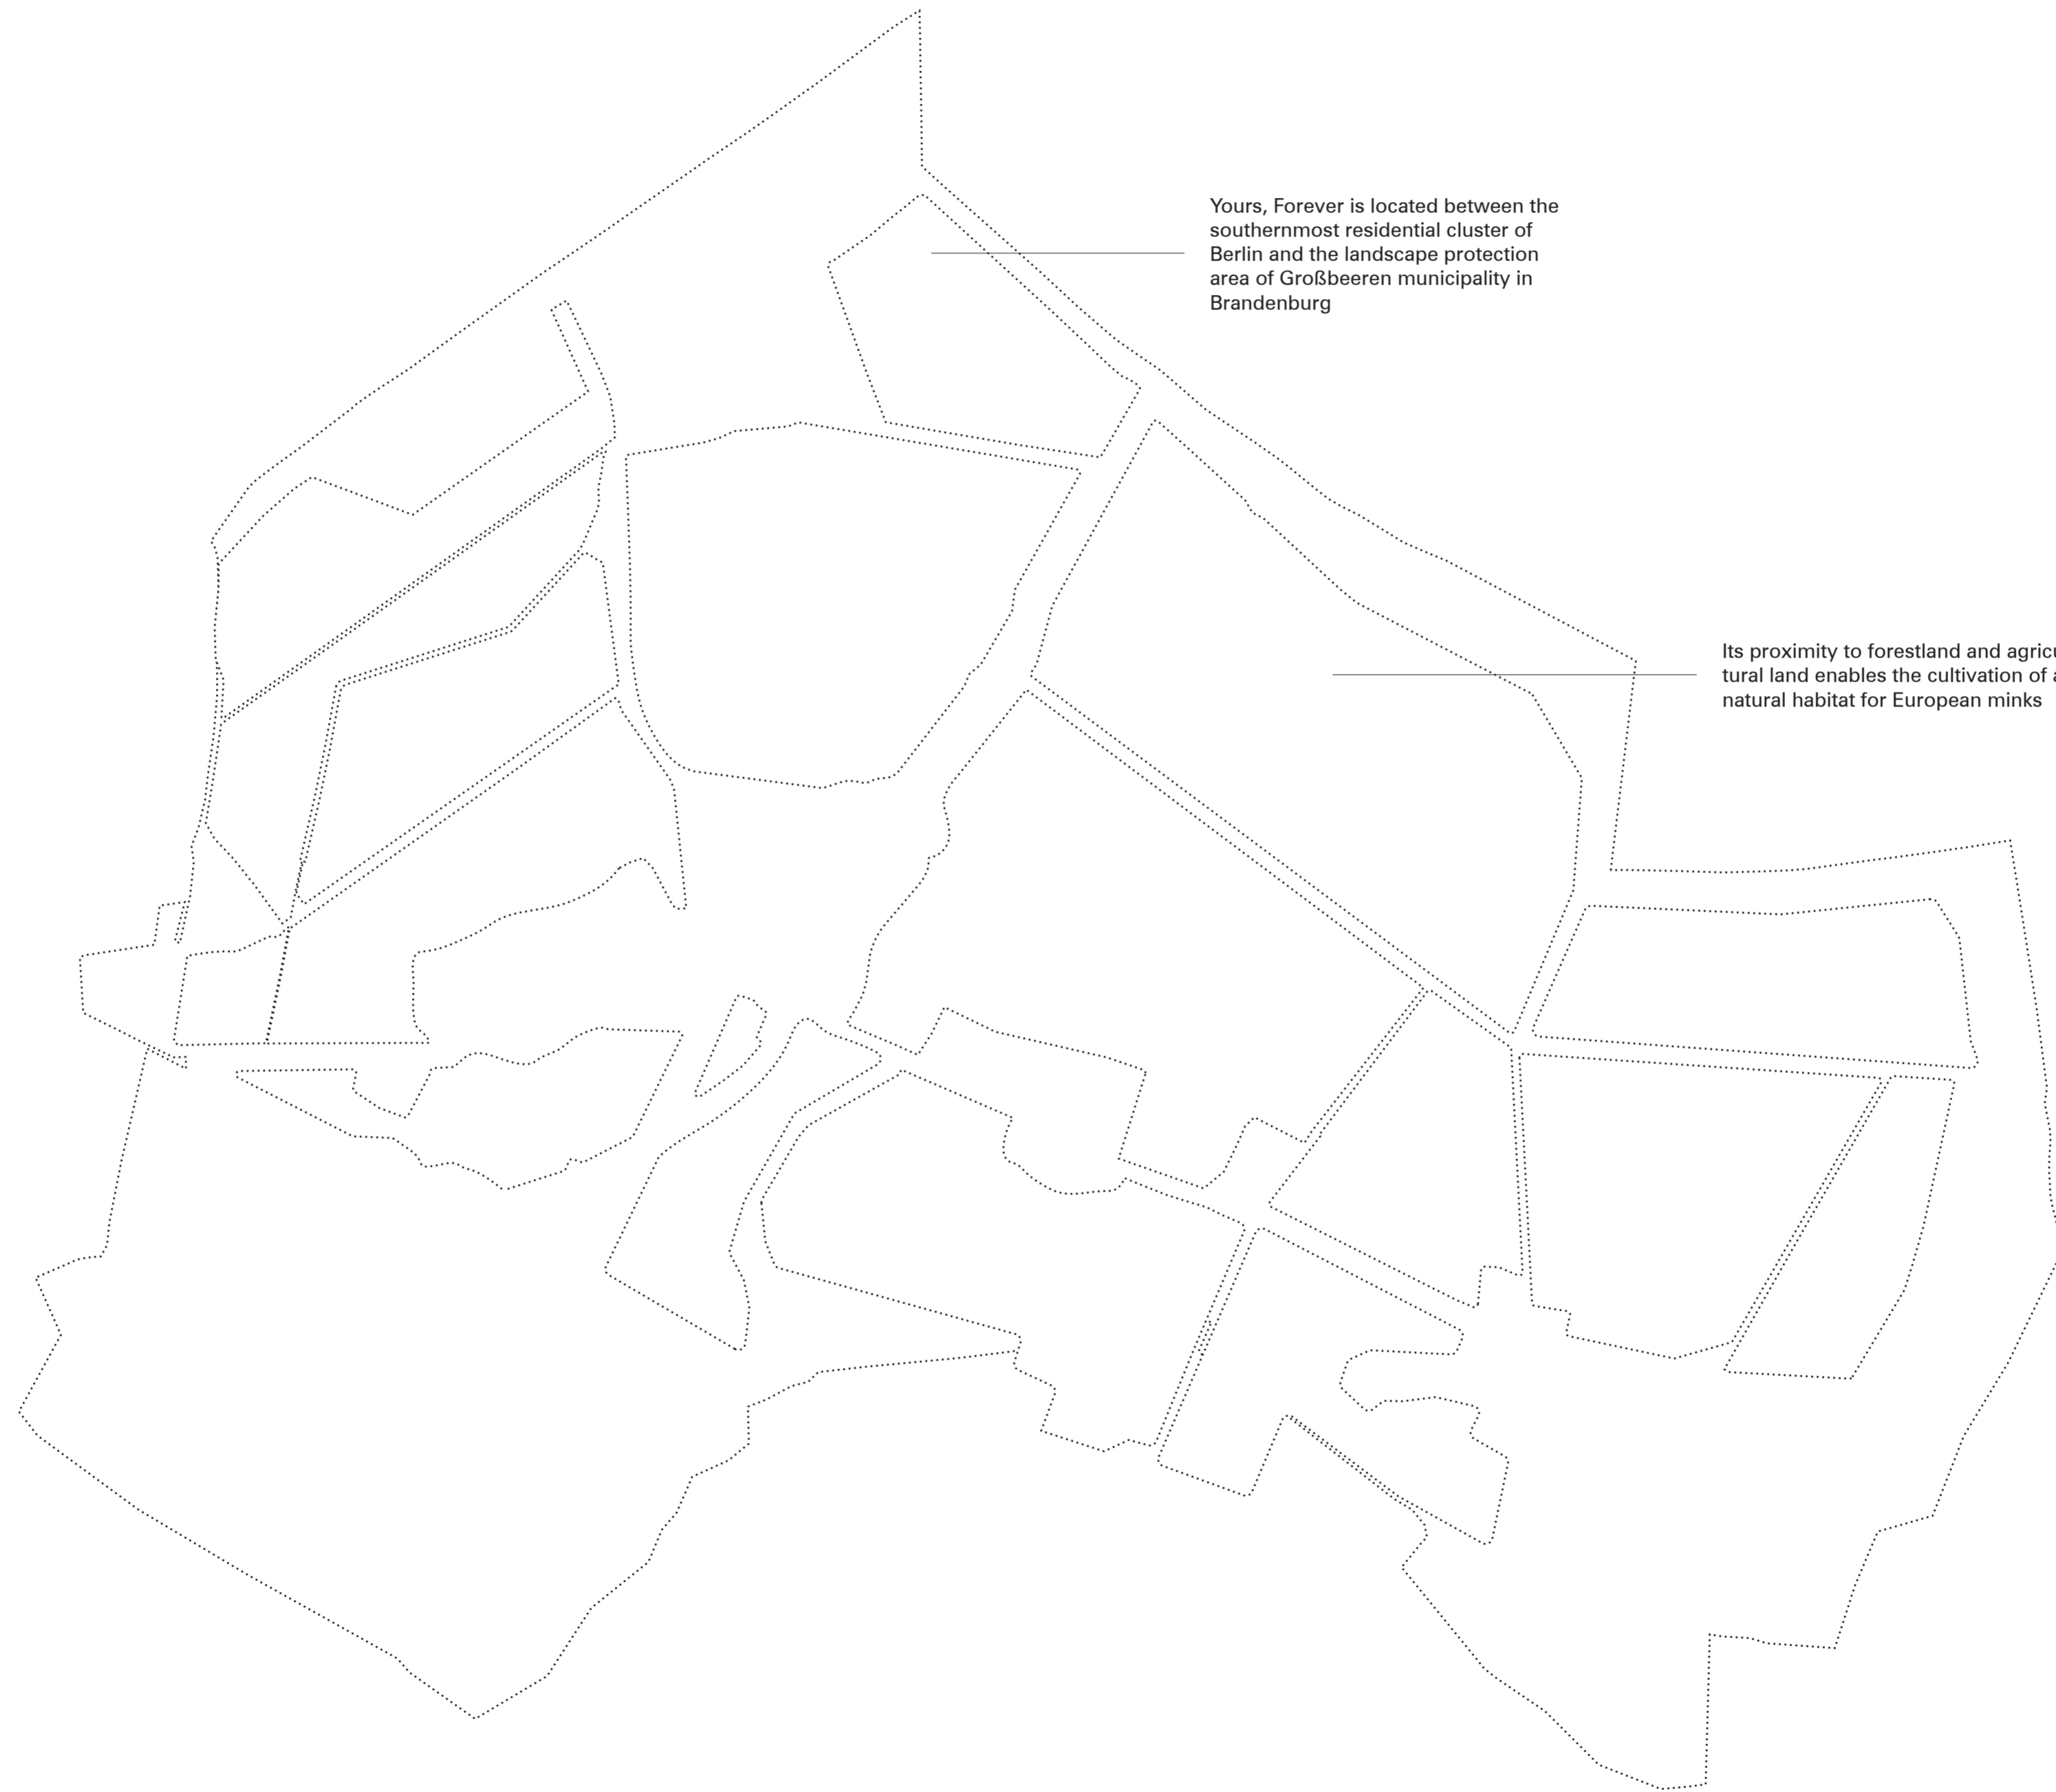 Yours, Forever is located between the
southernmost residential cluster of
Berlin and the landscape protection
area of Großbeeren municipality in
Brandenburg
Its proximity to forestland and agricu
tural land enables the cultivation of a
natural habitat for European minks